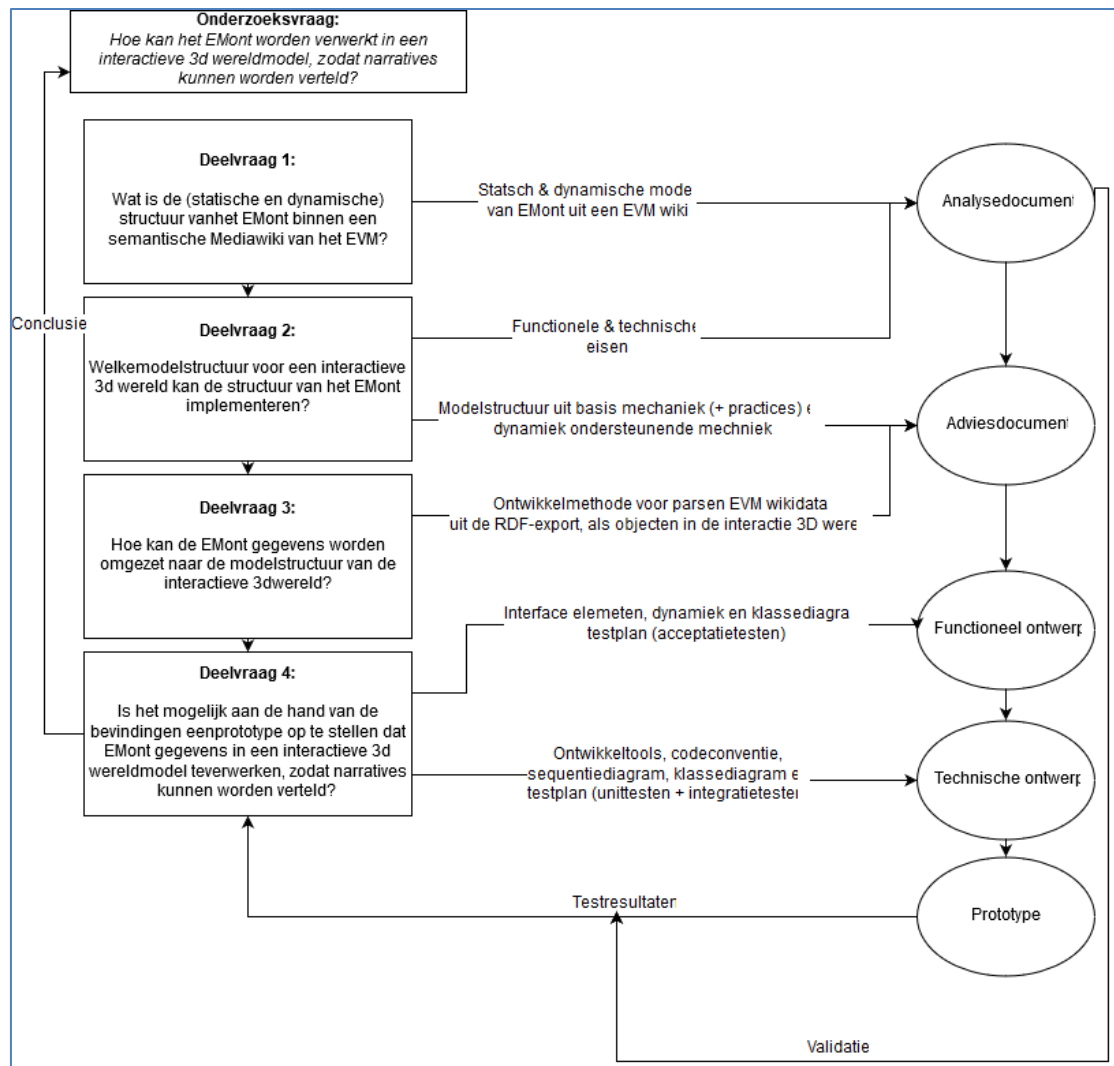 Onderzoeksvraag:
Hoe kan het EMont worden verwerkt in een
interactieve 3d wereldmodel, zodat narratives
kunnen worden verteld?
Deelvraag 1:
Wat is de (statische en dynamische)
structuur vanhet EMont binnen een
semantische Mediawiki van het EVM?
Statsch & dynamische mode
van EMont uit een EVM wiki
Analysedocument
Conclusie
Deelvraag 2:
Welkemodelstructuur voor een interactieve
3d wereld kan de structuur van het EMont
implementeren?
Functionele & technische
eisen
Modelstructuur uit basis mechaniek (+ practices) e
dynamiek ondersteunende mechniek
Adviesdocument
Deelvraag 3:
Hoe kan de EMont gegevens worden
omgezet naar de modelstructuur van de
interactieve 3dwereld?
Ontwikkelmethode voor parsen EVM wikidata
uit de RDF-export, als objecten in de interactie 3D were
Interface elemeten, dynamiek en klassediagra
testplan (acceptatietesten)
Functioneel ontwerp
Deelvraag 4:
Is het mogelijk aan de hand van de
bevindingen eenprototype op te stellen dat
EMont gegevens in een interactieve 3d
wereldmodel teverwerken, zodat narratives
kunnen worden verteld?
Ontwikkeltools, codeconventie,
sequentiediagram, klassediagram e
testplan (unittesten + integratietesten
Technische ontwerp
Testresultaten
Prototype
Validatie